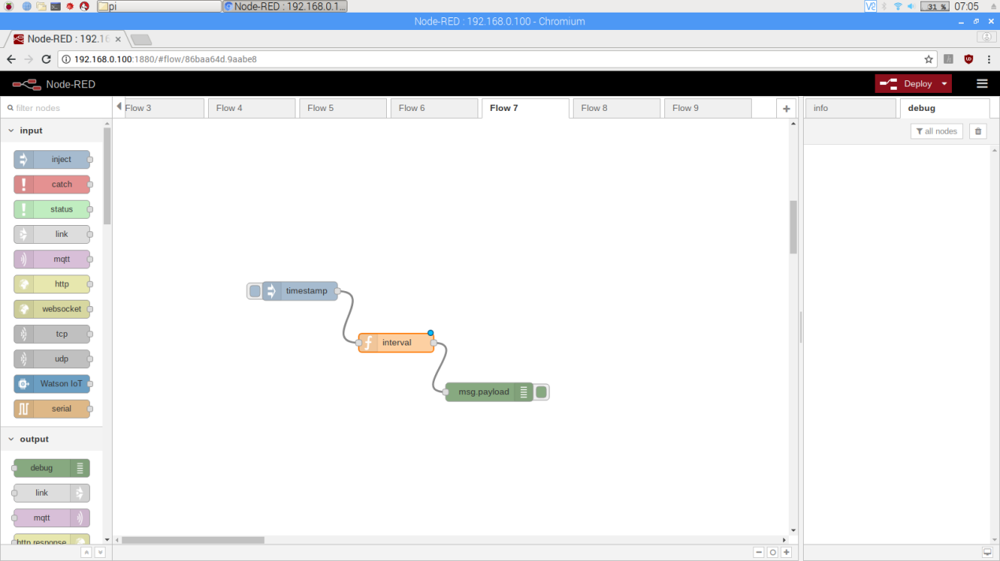 pi
Node-RED : 192.168.0.1...
31 %
07:05
Node-RED : 192.168.0.100 - Chromium
Node-RED : 192.16
192.168.0.100:1880/#flow/86baa64d.9aabe8
Node-RED
Deploy
filter nodes
Flow 3
Flow 4
Flow 5
Flow 6
Flow 7
Flow 8
Flow 9
info
debug
all nodes
input
inject
catch
status
link
mqtt
http
websocket
tcp
udp
Watson IoT
serial
output
debug
link
mqtt
http response
timestamp
interval
msg.payload